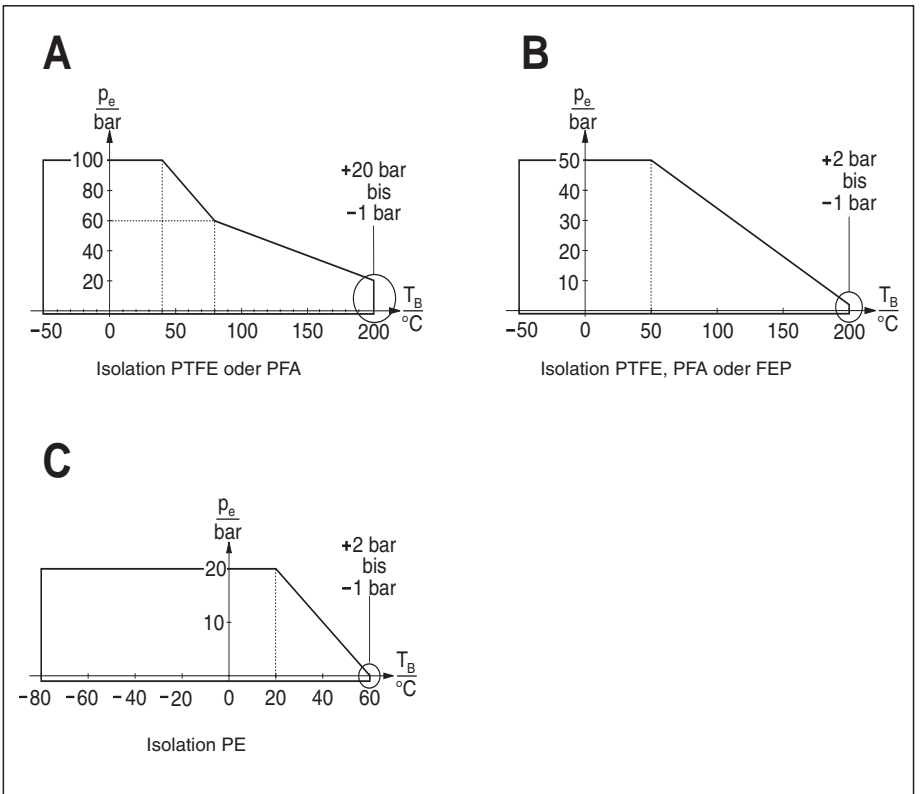 A
p_e
bar
100
80
60
40
20
+20 bar
bis
−1 bar
T_B
°C
−50 0 50 100 150 200
Isolation PTFE oder PFA
B
p_e
bar
50
40
30
20
10
+2 bar
bis
−1 bar
T_B
°C
−50 0 50 100 150 200
Isolation PTFE, PFA oder FEP
C
p_e
bar
20
10
+2 bar
bis
−1 bar
T_B
°C
−80 −60 −40 −20 0 20 40 60
Isolation PE